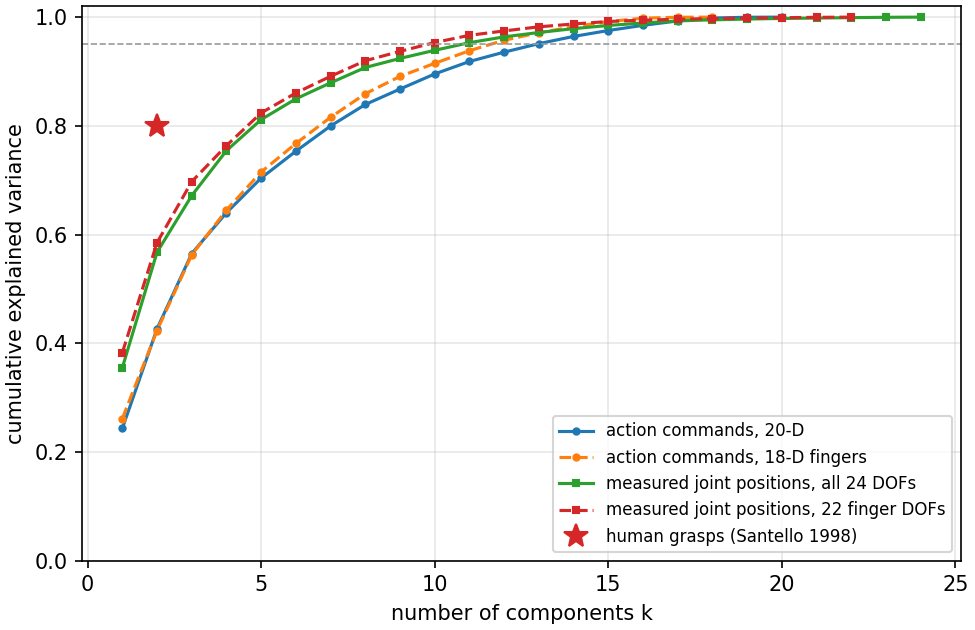 1.0
0.8
0.6
0.4
0.2
0.0
cumulative explained variance
action commands, 20-D
action commands, 18-D fingers
measured joint positions, all 24 DOFs
measured joint positions, 22 finger DOFs
human grasps (Santello 1998)
0 5 10 15 20 25
number of components k